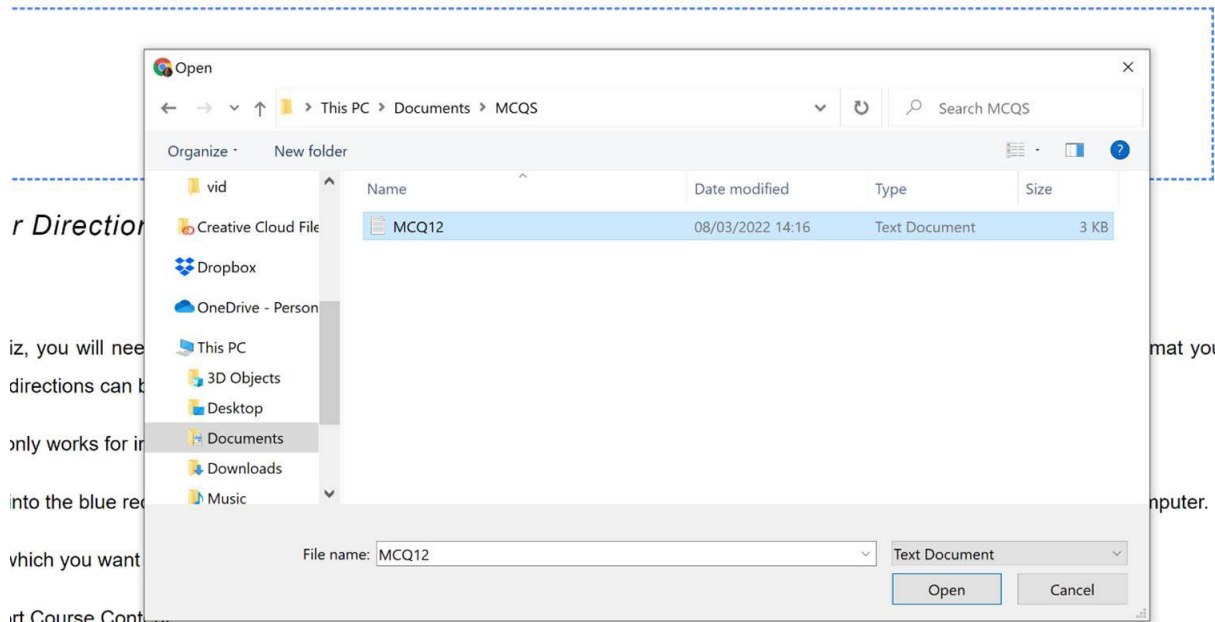 Open
This PC > Documents > MCQS
Search MCQS
Organize
New folder
Name
Date modified
Type
Size
vid
Creative Cloud File
Dropbox
OneDrive - Person
This PC
3D Objects
Desktop
Documents
Downloads
Music
MCQ12 08/03/2022 14:16 Text Document 3 KB
File name: MCQ12
Text Document
Open
Cancel
r Direction
iz, you will nee
mat you
directions can b
only works for ir
into the blue rec
mputer.
which you want
rt Course Cont